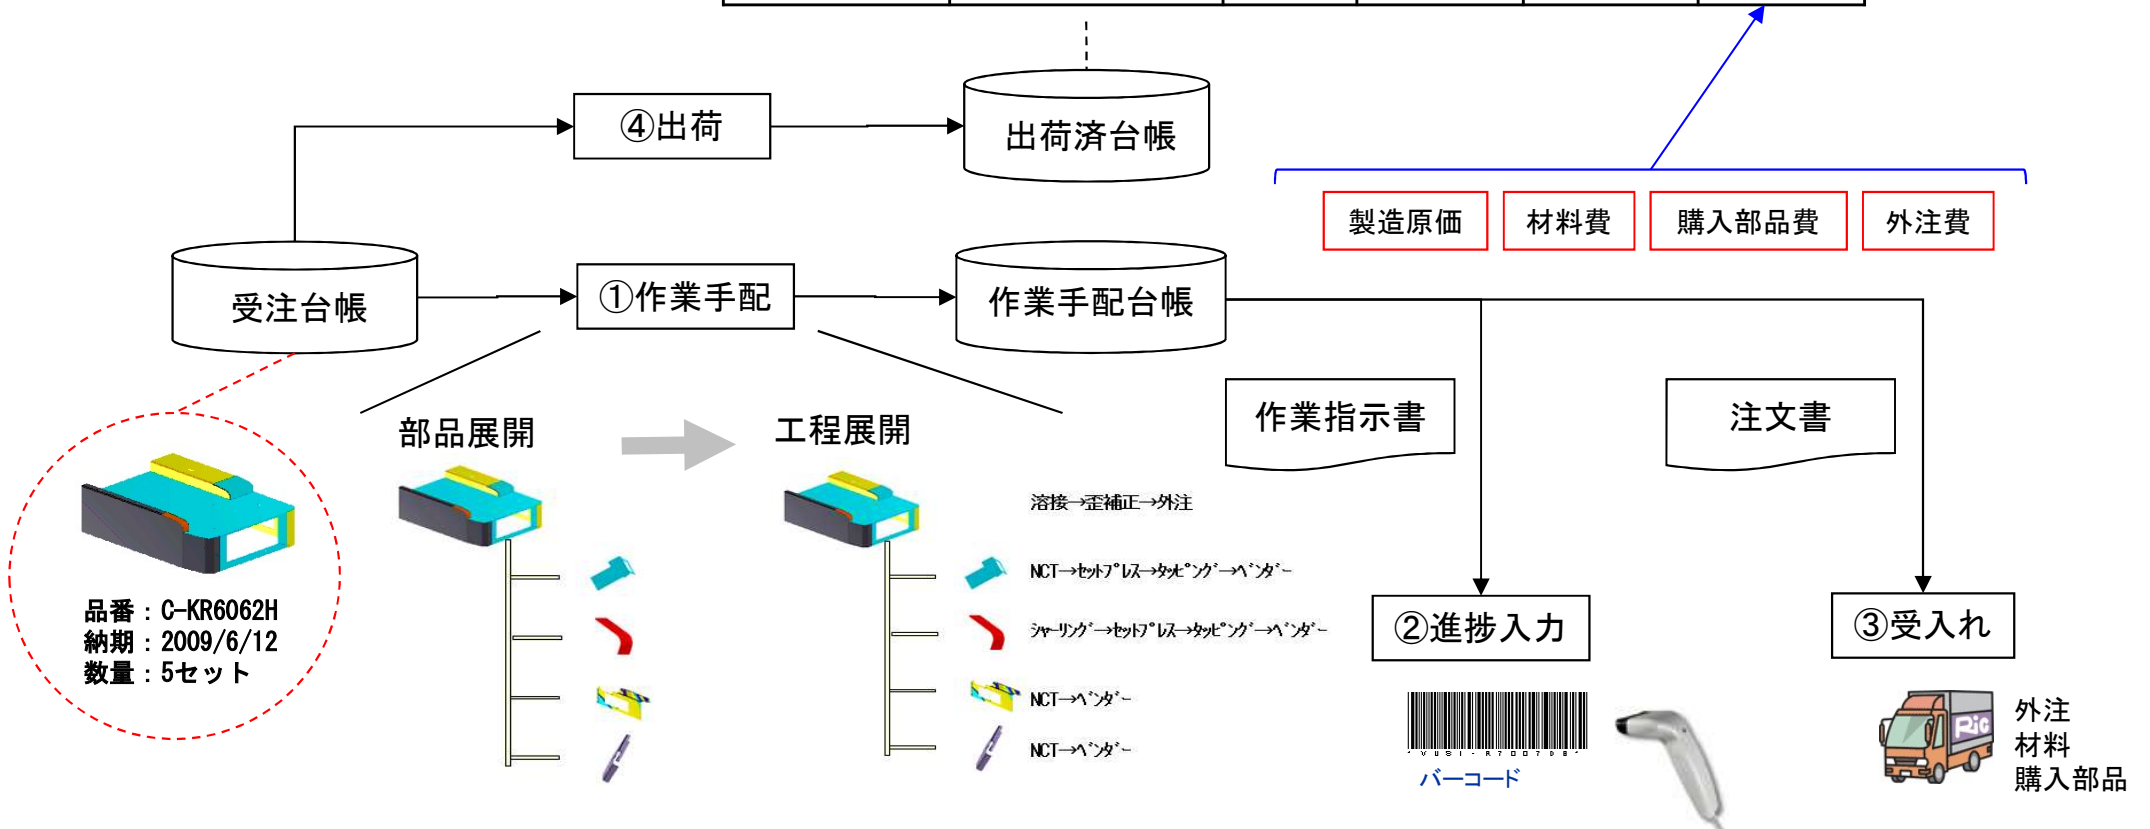 ④出荷
出荷済台帳
製造原価
材料費
購入部品費
外注費
受注台帳
①作業手配
作業手配台帳
作業指示書
注文書
部品展開
工程展開
溶接→歪補正→外注
NCT→ｾｯﾄﾌﾟﾚｽ→ﾀｯﾋﾟﾝｸﾞ→ﾍﾞﾝﾀﾞｰ
ｼｬｰﾘﾝｸﾞ→ｾｯﾄﾌﾟﾚｽ→ﾀｯﾋﾟﾝｸﾞ→ﾍﾞﾝﾀﾞｰ
NCT→ﾍﾞﾝﾀﾞｰ
NCT→ﾍﾞﾝﾀﾞｰ
品番：C-KR6062H
納期：2009/6/12
数量：5セット
②進捗入力
③受入れ
バーコード
Ric
外注
材料
購入部品